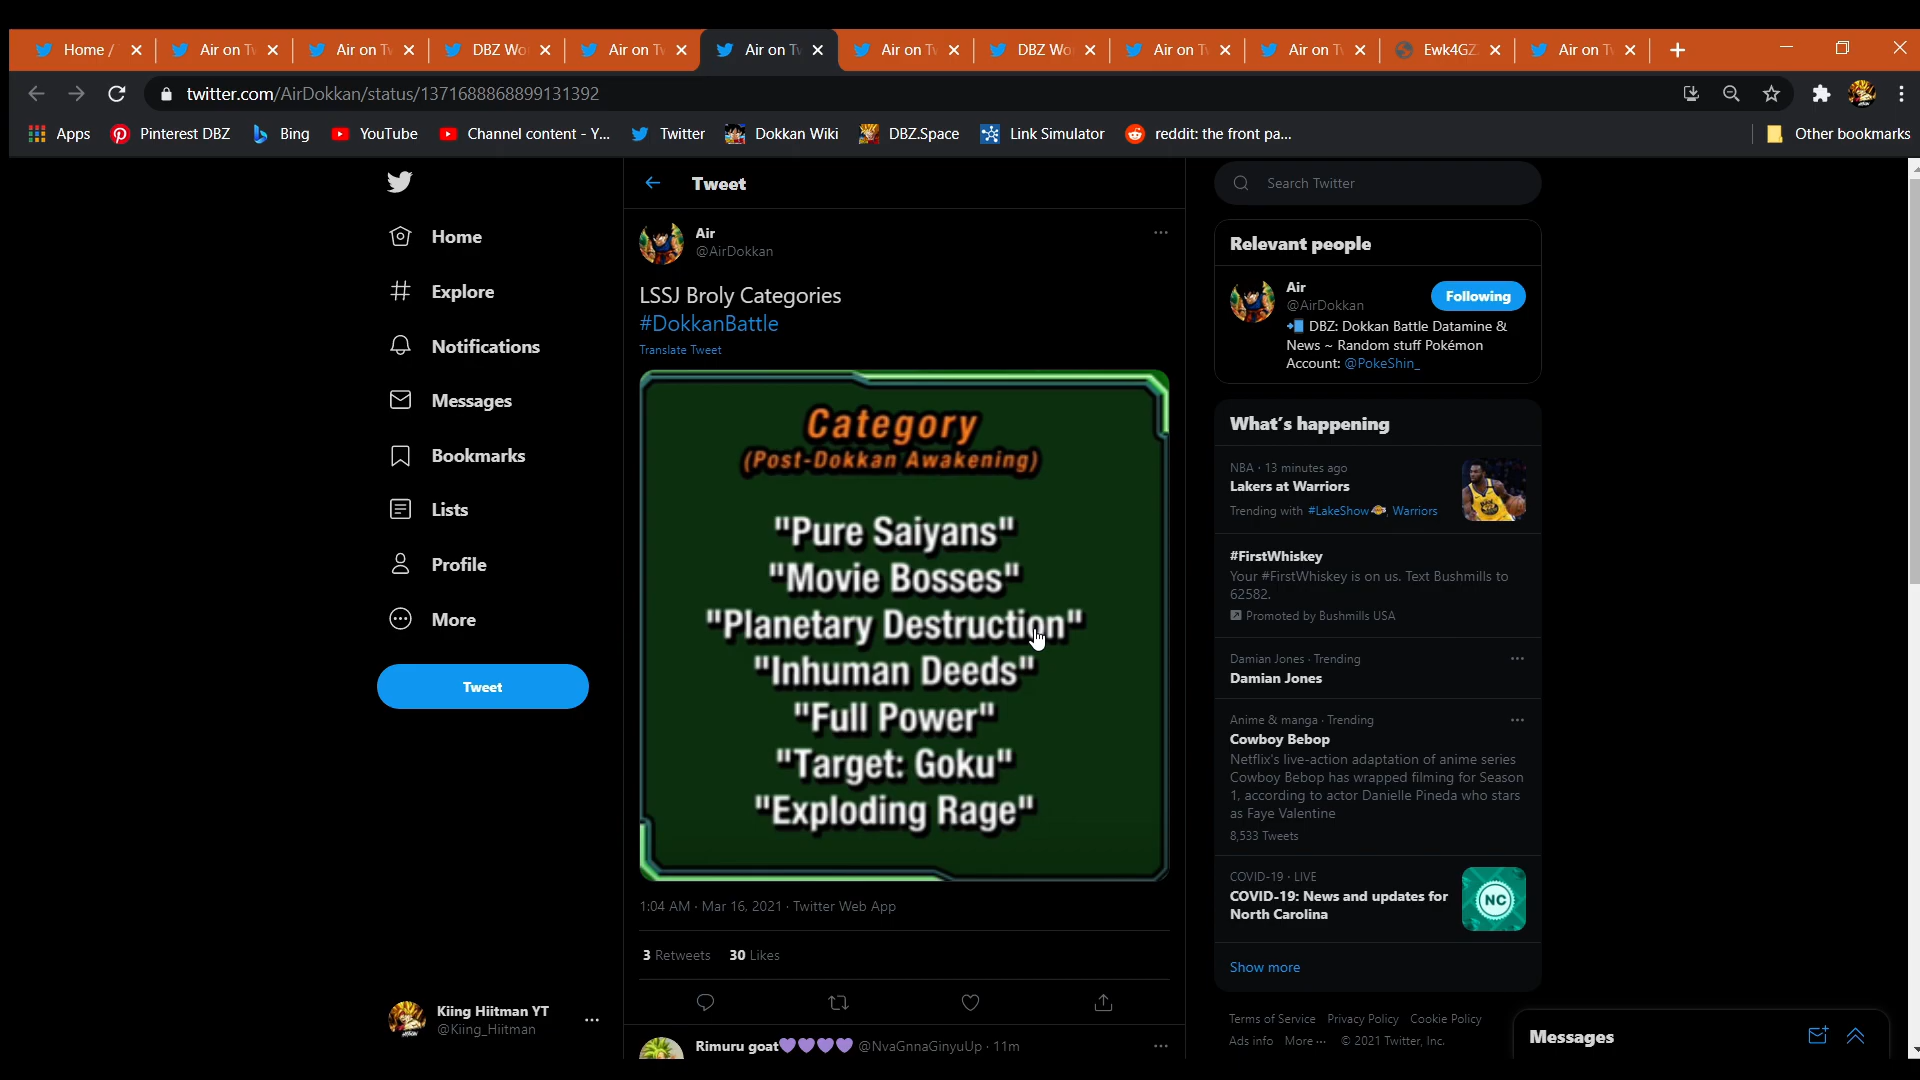 Home /
Air on Tw
Air on Tw
DBZ Wo
Air on Tw
Air on Tw
Air on Tw
DBZ Wo
Air on Tw
Air on Tw
Ewk4GZ
Air on Tw
twitter.com/AirDokkan/status/1371688868899131392
Apps
Pinterest DBZ
Bing
YouTube
Channel content - Y...
Twitter
Dokkan Wiki
DBZ.Space
Link Simulator
reddit: the front pa...
Other bookmarks
Home
Explore
Notifications
Messages
Bookmarks
Lists
Profile
More
Tweet
Kiing Hiitman YT
@Kiing_Hiitman
Tweet
Air
@AirDokkan
LSSJ Broly Categories
#DokkanBattle
Translate Tweet
Category
(Post-Dokkan Awakening)
"Pure Saiyans"
"Movie Bosses"
"Planetary Destruction"
"Inhuman Deeds"
"Full Power"
"Target: Goku"
"Exploding Rage"
1:04 AM · Mar 16, 2021 · Twitter Web App
3 Retweets 30 Likes
Rimuru goat💜💜💜💜 @NvaGnnaGinyuUp · 11m
Search Twitter
Relevant people
Air
@AirDokkan
Following
📲 DBZ: Dokkan Battle Datamine &
News ~ Random stuff Pokémon
Account: @PokeShin_
What's happening
NBA · 13 minutes ago
Lakers at Warriors
Trending with #LakeShow, Warriors
#FirstWhiskey
Your #FirstWhiskey is on us. Text Bushmills to
62582.
Promoted by Bushmills USA
Damian Jones · Trending
Damian Jones
Anime & manga · Trending
Cowboy Bebop
Netflix's live-action adaptation of anime series
Cowboy Bebop has wrapped filming for Season
1, according to actor Danielle Pineda who stars
as Faye Valentine
8,533 Tweets
COVID-19 · LIVE
COVID-19: News and updates for
North Carolina
NC
Show more
Terms of Service Privacy Policy Cookie Policy
Ads info More ··· © 2021 Twitter, Inc.
Messages